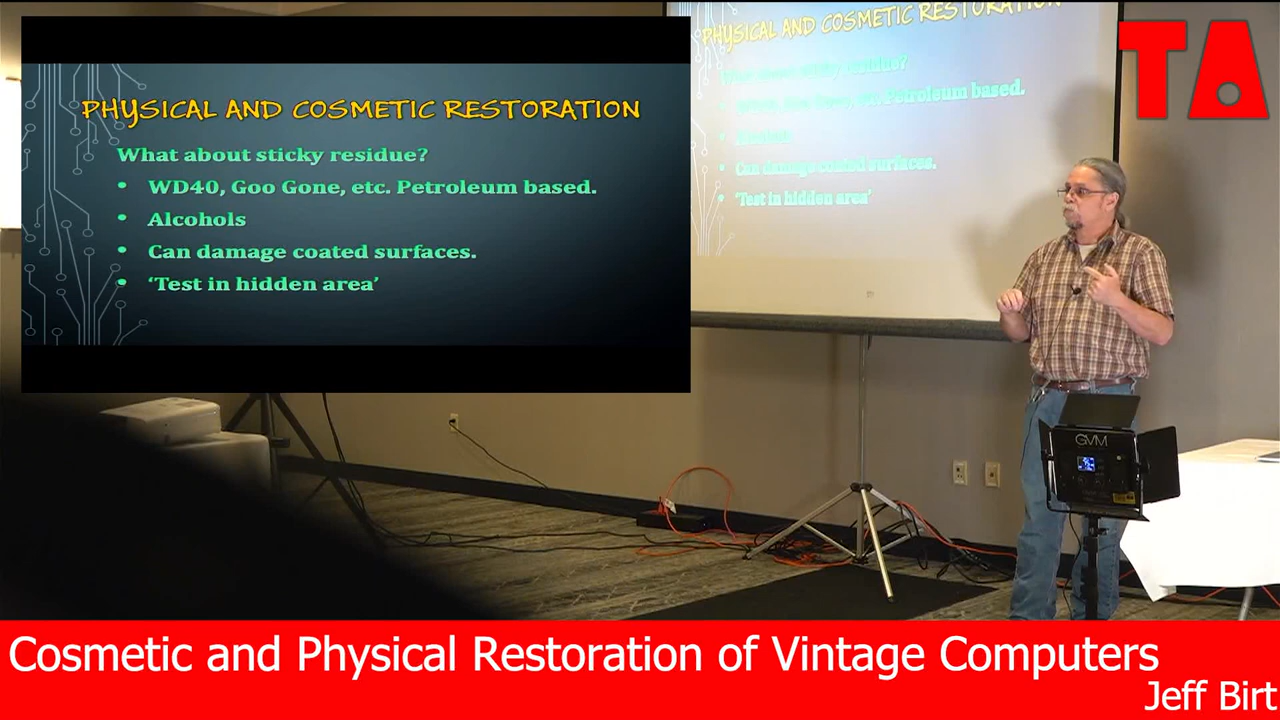 PHYSICAL AND COSMETIC RESTORATION
What about sticky residue?
• WD40, Goo Gone, etc. Petroleum based.
• Alcohols
• Can damage coated surfaces.
• ‘Test in hidden area’
PHYSICAL AND COSMETIC RESTORATION
What about sticky residue?
WD40, Goo Gone, etc. Petroleum based.
Alcohols
Can damage coated surfaces.
'Test in hidden area'
TA
GVM
Cosmetic and Physical Restoration of Vintage Computers
Jeff Birt